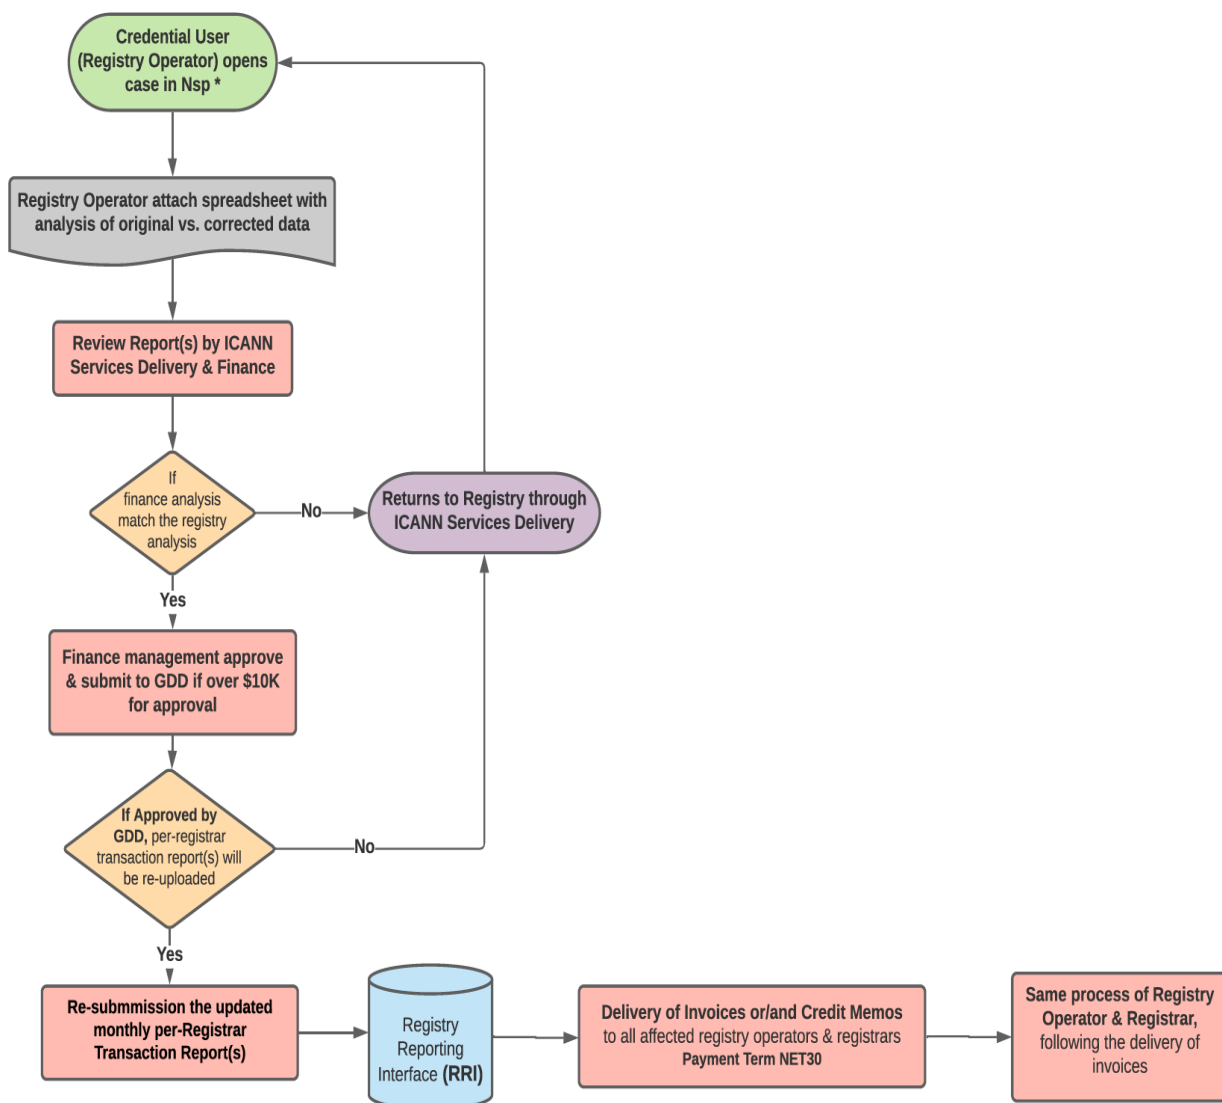 Credential User
(Registry Operator) opens
case in Nsp *
Registry Operator attach spreadsheet with
analysis of original vs. corrected data
Review Report(s) by ICANN
Services Delivery & Finance
If
finance analysis
match the registry
analysis
No
Returns to Registry through
ICANN Services Delivery
Yes
Finance management approve
& submit to GDD if over $10K
for approval
If Approved by
GDD, per-registrar
transaction report(s) will
be re-uploaded
No
Yes
Re-submmission the updated
monthly per-Registrar
Transaction Report(s)
Registry
Reporting
Interface (RRI)
Delivery of Invoices or/and Credit Memos
to all affected registry operators & registrars
Payment Term NET30
Same process of Registry
Operator & Registrar,
following the delivery of
invoices